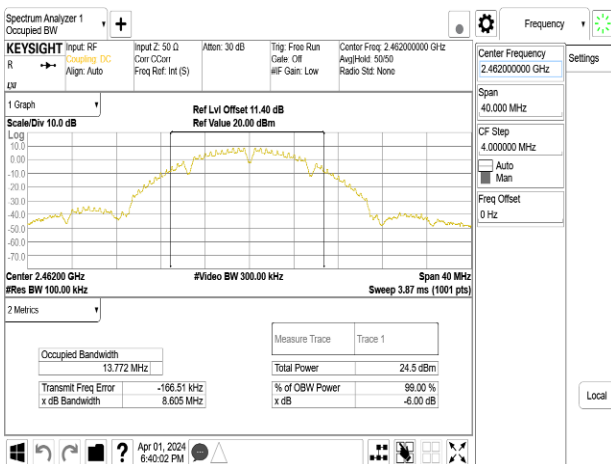 Spectrum Analyzer 1
Occupied BW
Frequency
KEYSIGHT
R
Input: RF
Coupling: DC
Align: Auto
Input Z: 50 Ω
Corr CCorr
Freq Ref: Int (S)
Atten: 30 dB
Trig: Free Run
Gate: Off
#IF Gain: Low
Center Freq: 2.462000000 GHz
Avg|Hold: 50/50
Radio Std: None
Center Frequency
2.462000000 GHz
Settings
Span
40.000 MHz
CF Step
4.000000 MHz
Auto
Man
Freq Offset
0 Hz
Local
1 Graph
Scale/Div 10.0 dB
Ref Lvl Offset 11.40 dB
Ref Value 20.00 dBm
Log
10.0
0.00
-10.0
-20.0
-30.0
-40.0
-50.0
-60.0
-70.0
Center 2.46200 GHz
#Video BW 300.00 kHz
Span 40 MHz
#Res BW 100.00 kHz
Sweep 3.87 ms (1001 pts)
2 Metrics
Measure Trace
Trace 1
Occupied Bandwidth
13.772 MHz
Total Power
24.5 dBm
Transmit Freq Error
-166.51 kHz
% of OBW Power
99.00 %
x dB Bandwidth
8.605 MHz
x dB
-6.00 dB
?
Apr 01, 2024
6:40:02 PM